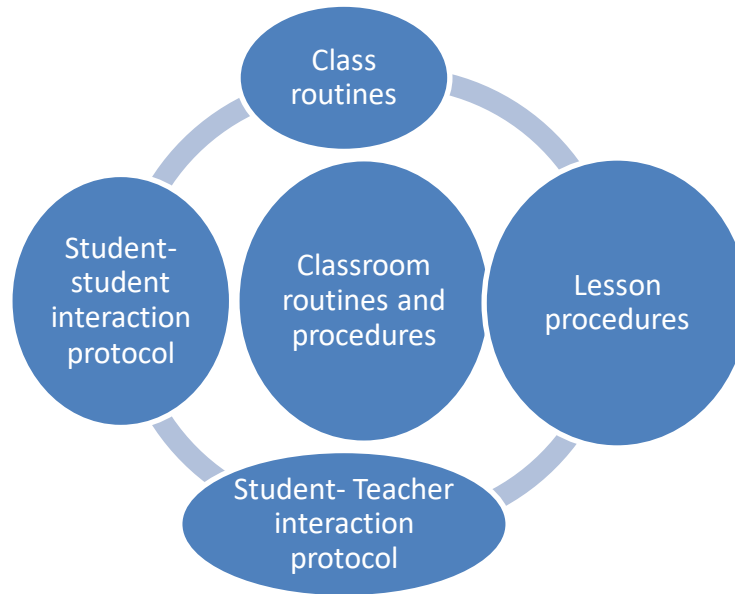 Class
routines
Student-
student
interaction
protocol
Classroom
routines and
procedures
Lesson
procedures
Student- Teacher
interaction
protocol